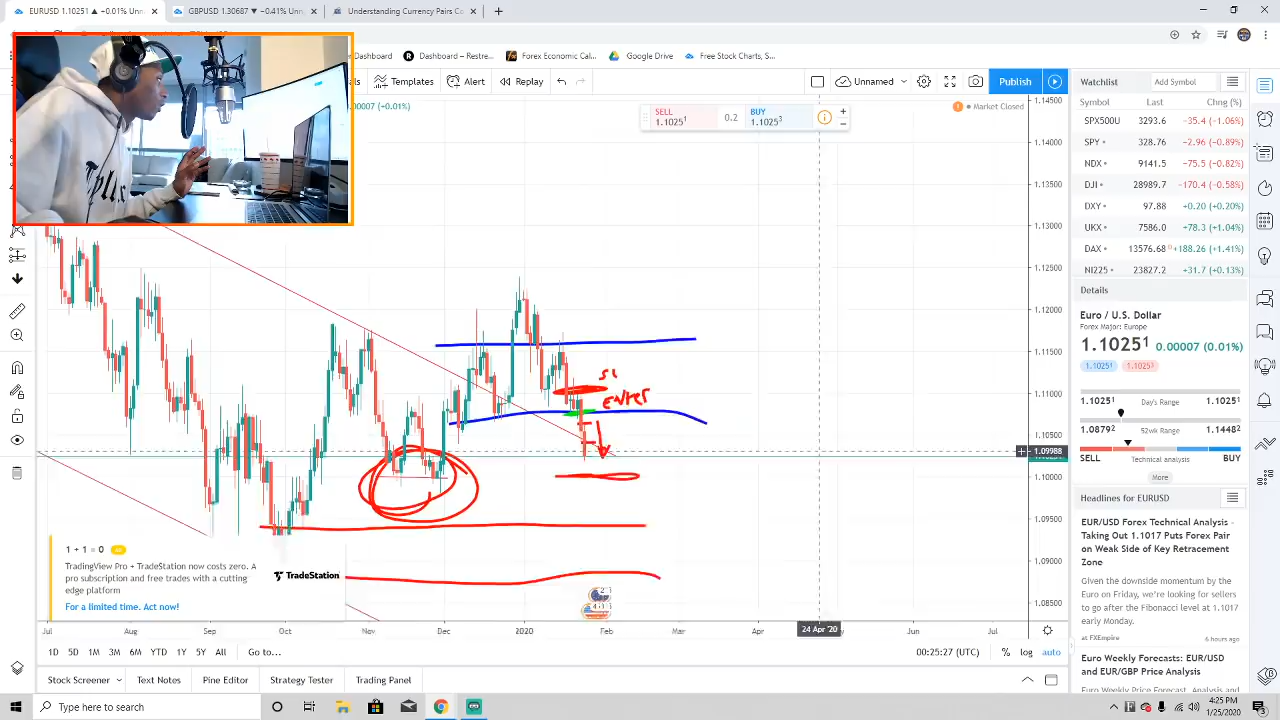 EURUSD 1.10251 ▲ +0.01% Unn
GBPUSD 1.30687 ▼ -0.41% Unn
Understanding Currency Pairs Co
Dashboard
Dashboard – Restre...
Forex Economic Cal...
Google Drive
Free Stock Charts, S...
Templates
Alert
Replay
Unnamed
Publish
0.00007 (+0.01%)
SELL
1.10251
0.2
BUY
1.10253
Market Closed
1.14500
1.14000
1.13500
1.13000
1.12500
1.12000
1.11500
1.11000
1.10500
1.09988
1.10000
1.09500
1.09000
1.08500
enter
1 + 1 = 0
TradingView Pro + TradeStation now costs zero. A
pro subscription and free trades with a cutting
edge platform
For a limited time. Act now!
TradeStation
Jul
Aug
Sep
Oct
Nov
Dec
2020
Feb
Mar
Apr
24 Apr '20
Jun
Jul
1D 5D 1M 3M 6M YTD 1Y 5Y All
Go to...
00:25:27 (UTC)
% log auto
Stock Screener
Text Notes
Pine Editor
Strategy Tester
Trading Panel
Watchlist
Add Symbol
Symbol Last Chng (%)
SPX500U 3293.6 −35.4 (−1.06%)
SPY 328.76 −2.96 (−0.89%)
NDX 9141.5 −75.5 (−0.82%)
DJI 28989.7 −170.4 (−0.58%)
DXY 97.88 +0.20 (+0.20%)
UKX 7586.0 +78.3 (+1.04%)
DAX 13576.68 D +188.26 (+1.41%)
NI225 23827.2 +31.7 (+0.13%)
Details
Euro / U.S. Dollar
Forex Major: Europe
1.10251 0.00007 (0.01%)
1.10251 1.10253
1.10251 Day's Range 1.10251
1.08792 52wk Range 1.14482
SELL Technical analysis BUY
More
Headlines for EURUSD
EUR/USD Forex Technical Analysis -
Taking Out 1.1017 Puts Forex Pair
on Weak Side of Key Retracement
Zone
Given the downside momentum by the
Euro on Friday, we're looking for sellers
to go after the Fibonacci level at 1.1017
early Monday.
at FXEmpire 6 hours ago
Euro Weekly Forecasts: EUR/USD
and EUR/GBP Price Analysis
Euro Weekly Price Forecast, Analysis and
Type here to search
4:25 PM
1/25/2020